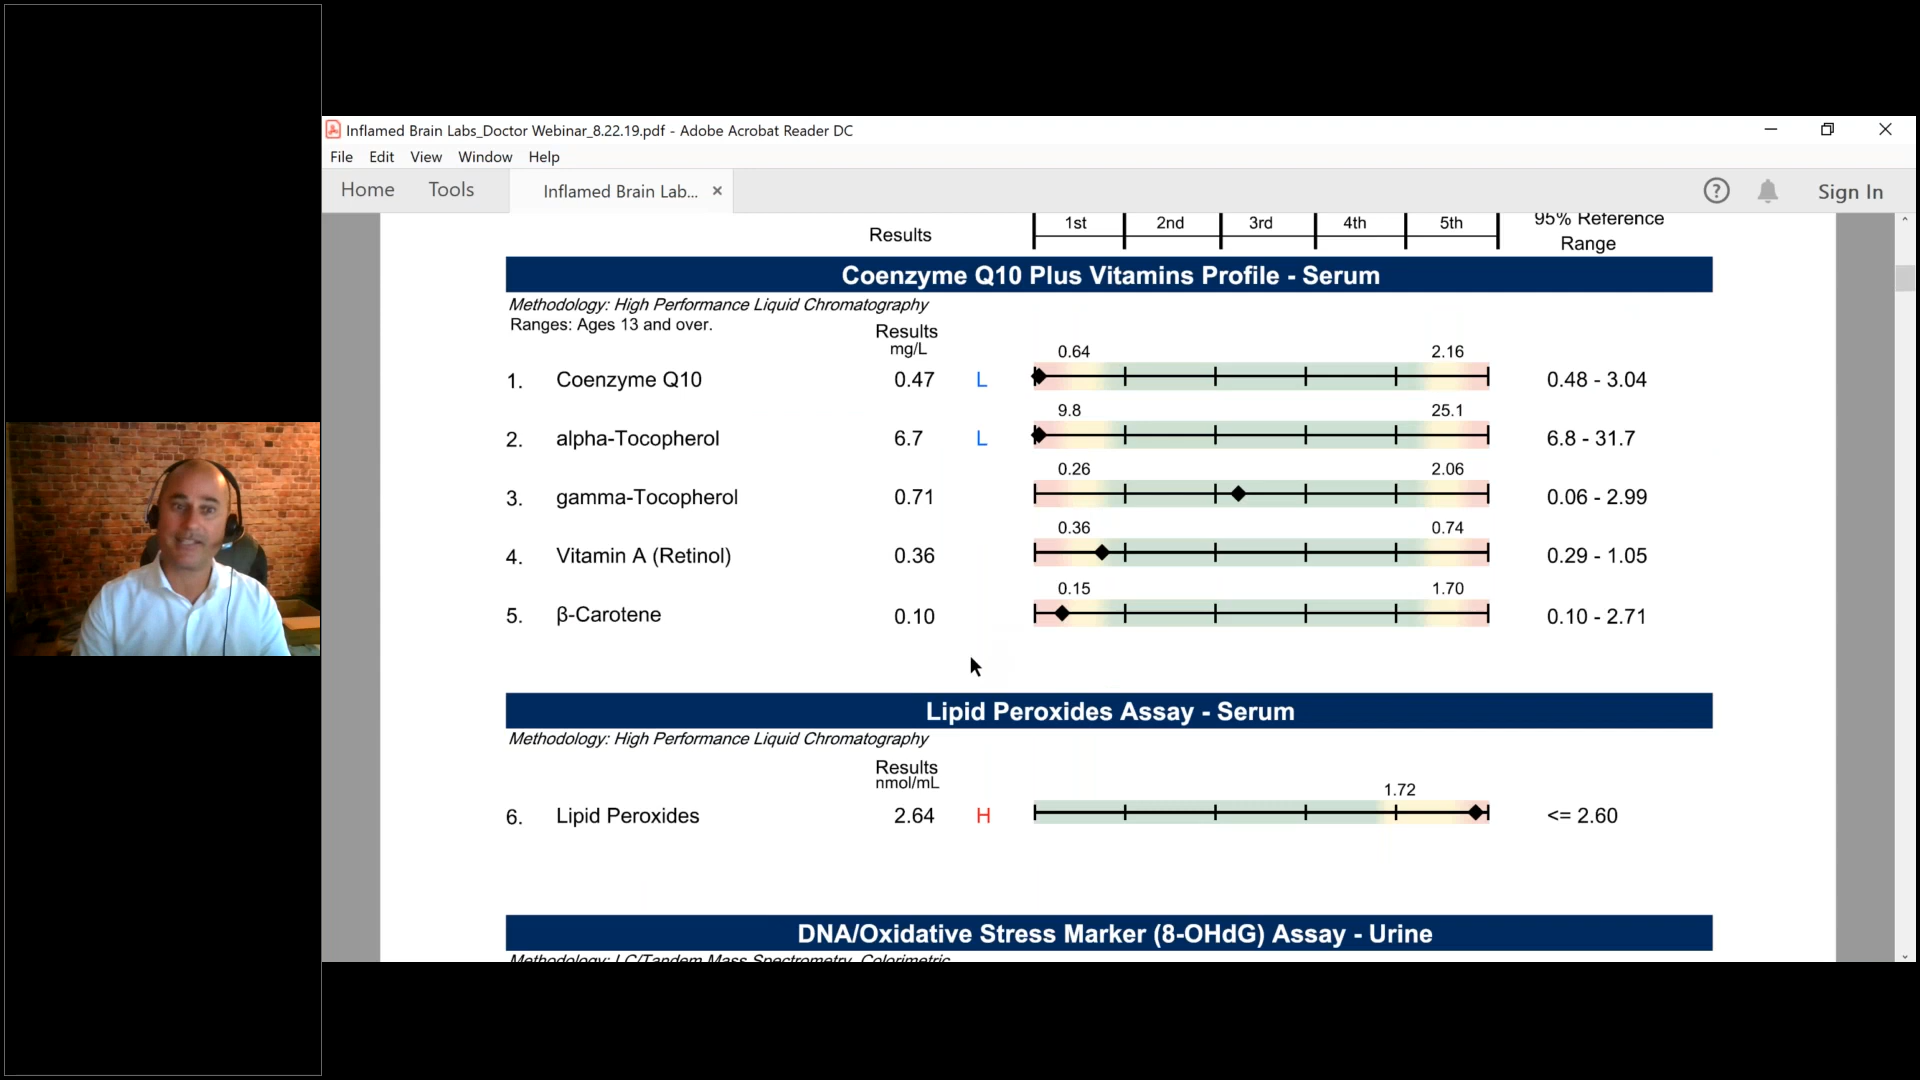 Inflamed Brain Labs_Doctor Webinar_8.22.19.pdf - Adobe Acrobat Reader DC
File Edit View Window Help
Home Tools Inflamed Brain Lab... × ? Sign In
Results 1st 2nd 3rd 4th 5th 95% Reference
Range
Coenzyme Q10 Plus Vitamins Profile - Serum
Methodology: High Performance Liquid Chromatography
Ranges: Ages 13 and over.
Results
mg/L
0.64 2.16
1. Coenzyme Q10 0.47 L 0.48 - 3.04
9.8 25.1
2. alpha-Tocopherol 6.7 L 6.8 - 31.7
0.26 2.06
3. gamma-Tocopherol 0.71 0.06 - 2.99
0.36 0.74
4. Vitamin A (Retinol) 0.36 0.29 - 1.05
0.15 1.70
5. β-Carotene 0.10 0.10 - 2.71
Lipid Peroxides Assay - Serum
Methodology: High Performance Liquid Chromatography
Results
nmol/mL
1.72
6. Lipid Peroxides 2.64 H <= 2.60
DNA/Oxidative Stress Marker (8-OHdG) Assay - Urine
Methodology: LC/Tandem Mass Spectrometry, Colorimetric